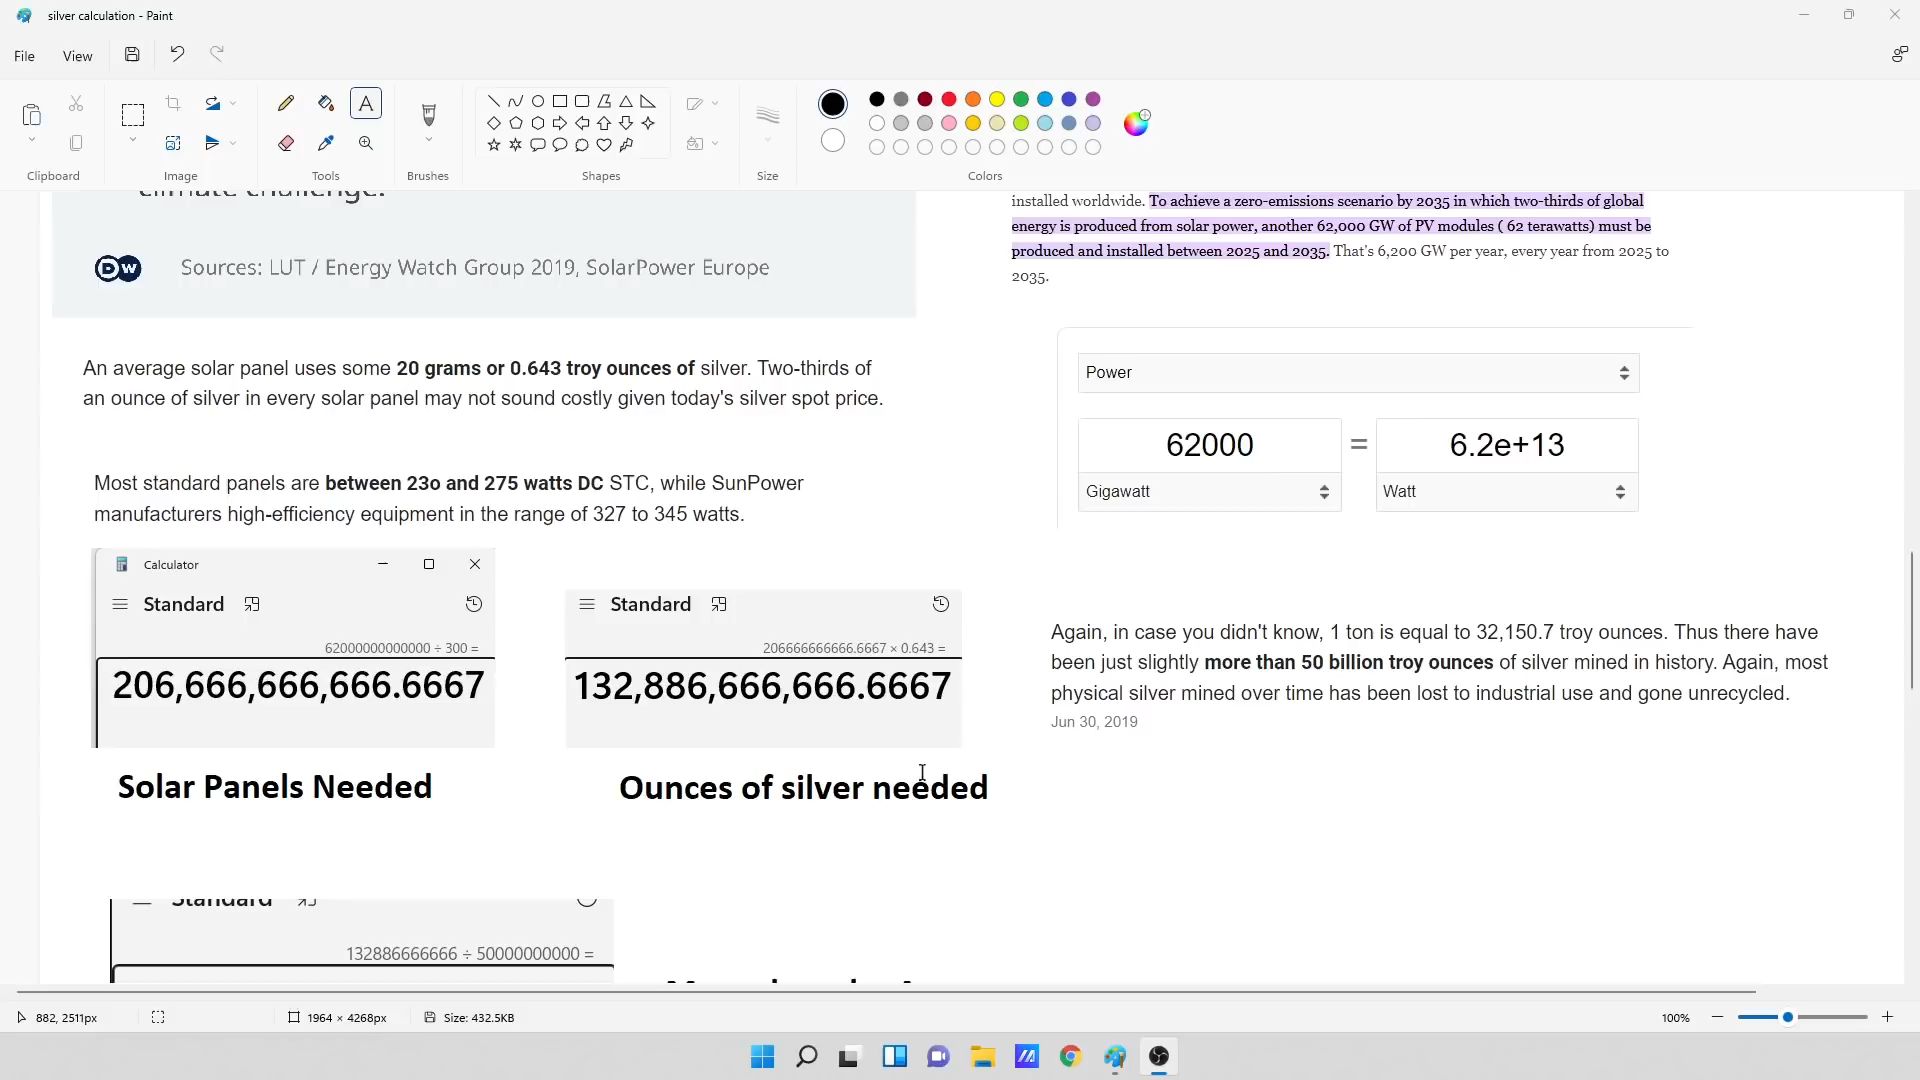 silver calculation - Paint
File
View
Clipboard
Image
Tools
Brushes
Shapes
Size
Colors
climate challenge.
DW
Sources: LUT / Energy Watch Group 2019, SolarPower Europe
installed worldwide. To achieve a zero-emissions scenario by 2035 in which two-thirds of global
energy is produced from solar power, another 62,000 GW of PV modules ( 62 terawatts) must be
produced and installed between 2025 and 2035. That's 6,200 GW per year, every year from 2025 to
2035.
An average solar panel uses some 20 grams or 0.643 troy ounces of silver. Two-thirds of
an ounce of silver in every solar panel may not sound costly given today's silver spot price.
Power
62000 = 6.2e+13
Gigawatt
Watt
Most standard panels are between 23o and 275 watts DC STC, while SunPower
manufacturers high-efficiency equipment in the range of 327 to 345 watts.
Calculator
Standard
62000000000000 ÷ 300 =
206,666,666,666.6667
Solar Panels Needed
Standard
206666666666.6667 × 0.643 =
132,886,666,666.6667
Ounces of silver needed
Again, in case you didn't know, 1 ton is equal to 32,150.7 troy ounces. Thus there have
been just slightly more than 50 billion troy ounces of silver mined in history. Again, most
physical silver mined over time has been lost to industrial use and gone unrecycled.
Jun 30, 2019
Standard
132886666666 ÷ 50000000000 =
882, 2511px
1964 × 4268px
Size: 432.5KB
100%